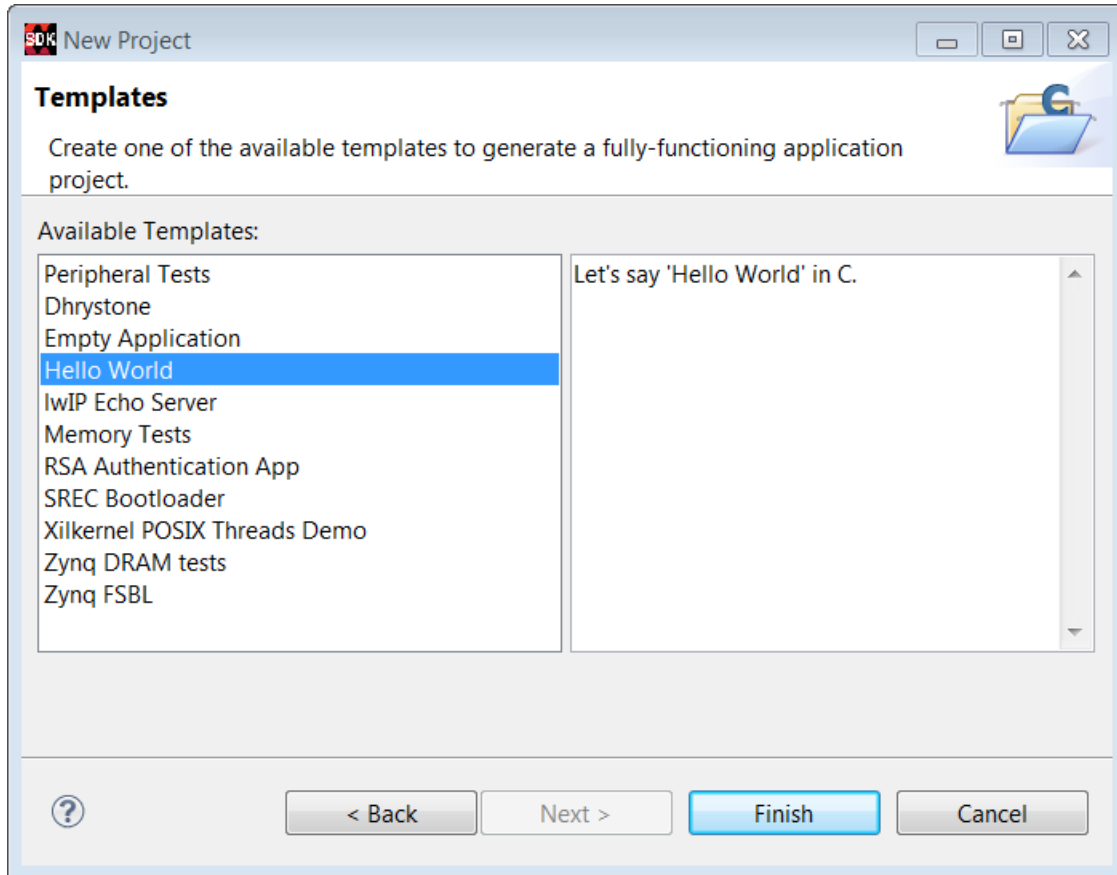 SDK New Project
Templates
Create one of the available templates to generate a fully-functioning application
project.
C
Available Templates:
Peripheral Tests
Dhrystone
Empty Application
Hello World
lwIP Echo Server
Memory Tests
RSA Authentication App
SREC Bootloader
Xilkernel POSIX Threads Demo
Zynq DRAM tests
Zynq FSBL
Let's say 'Hello World' in C.
?
< Back
Next >
Finish
Cancel